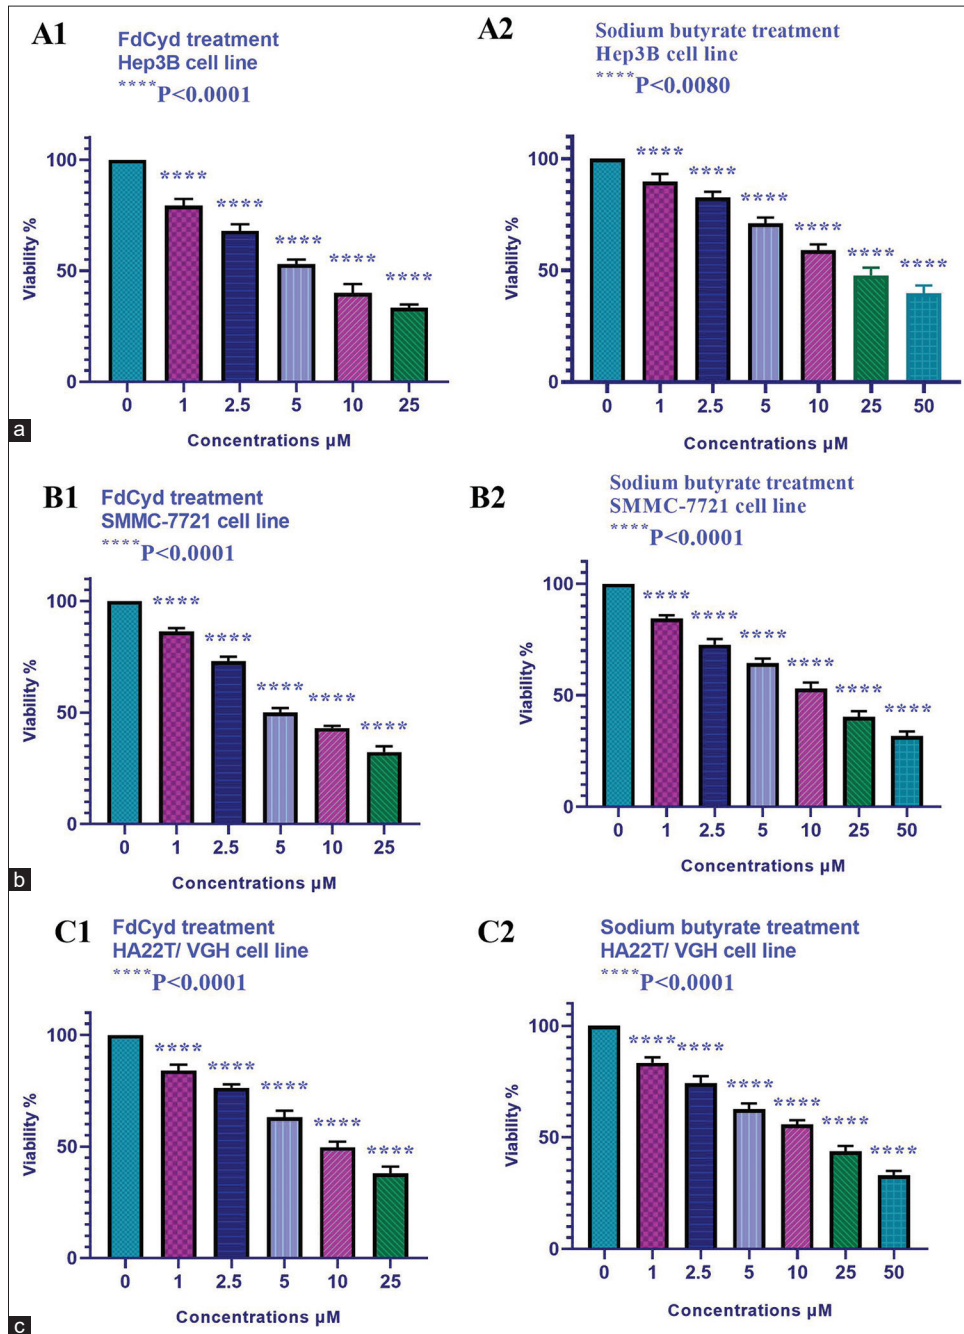 A1
FdCyd treatment
Hep3B cell line
****P<0.0001
Viability %
100
50
0
**** **** **** **** ****
0 1 2.5 5 10 25
Concentrations µM
A2
Sodium butyrate treatment
Hep3B cell line
****P<0.0080
Viability %
100
50
0
**** **** **** **** **** ****
0 1 2.5 5 10 25 50
Concentrations µM
a
B1
FdCyd treatment
SMMC-7721 cell line
****P<0.0001
Viability %
100
50
0
**** **** **** **** ****
0 1 2.5 5 10 25
Concentrations µM
B2
Sodium butyrate treatment
SMMC-7721 cell line
****P<0.0001
Viability %
100
50
0
**** **** **** **** **** ****
0 1 2.5 5 10 25 50
Concentrations µM
b
C1
FdCyd treatment
HA22T/ VGH cell line
****P<0.0001
Viability %
100
50
0
**** **** **** **** ****
0 1 2.5 5 10 25
Concentrations µM
C2
Sodium butyrate treatment
HA22T/ VGH cell line
****P<0.0001
Viability %
100
50
0
**** **** **** **** **** ****
0 1 2.5 5 10 25 50
Concentrations µM
c